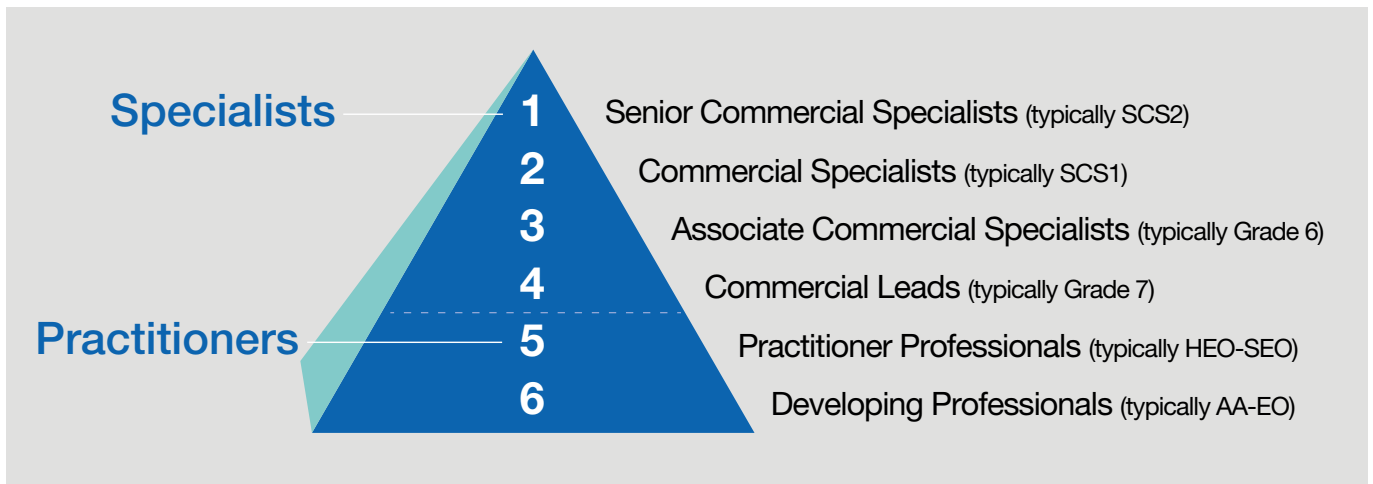 Specialists
1 Senior Commercial Specialists (typically SCS2)
2 Commercial Specialists (typically SCS1)
3 Associate Commercial Specialists (typically Grade 6)
4 Commercial Leads (typically Grade 7)
Practitioners
5 Practitioner Professionals (typically HEO-SEO)
6 Developing Professionals (typically AA-EO)